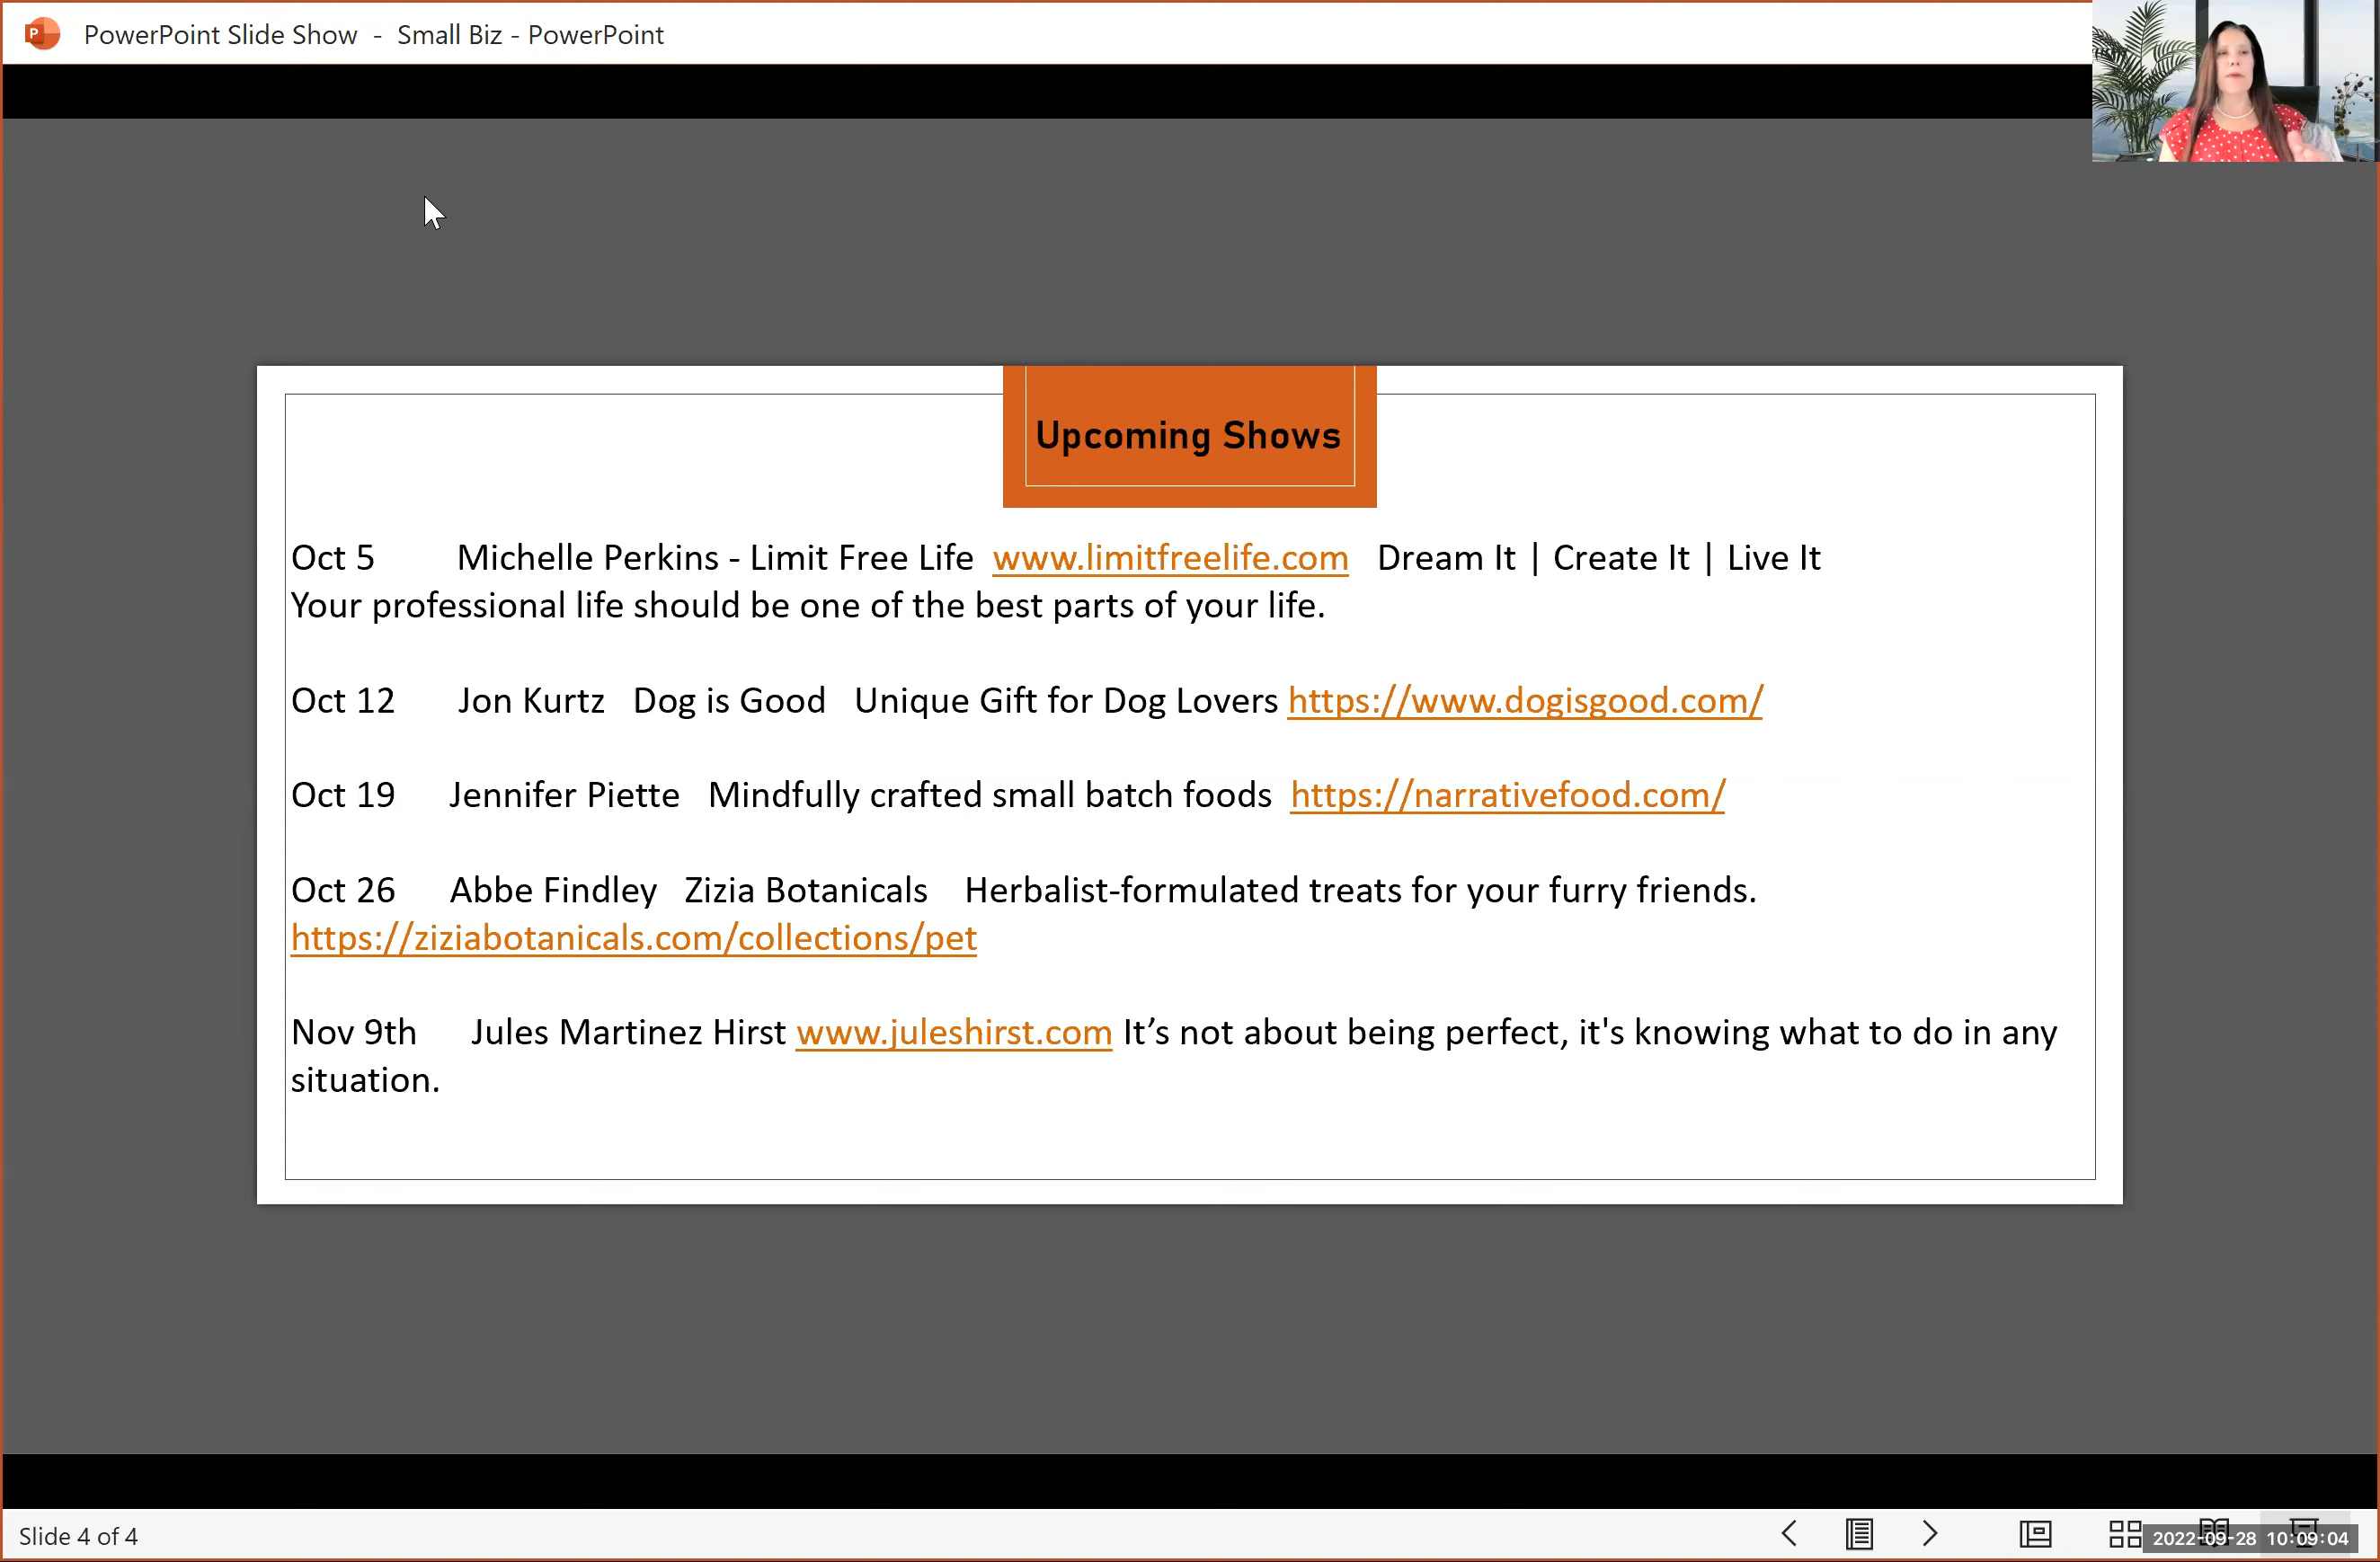 PowerPoint Slide Show - Small Biz - PowerPoint
Upcoming Shows
Oct 5 Michelle Perkins - Limit Free Life www.limitfreelife.com Dream It | Create It | Live It
Your professional life should be one of the best parts of your life.
Oct 12 Jon Kurtz Dog is Good Unique Gift for Dog Lovers https://www.dogisgood.com/
Oct 19 Jennifer Piette Mindfully crafted small batch foods https://narrativefood.com/
Oct 26 Abbe Findley Zizia Botanicals Herbalist-formulated treats for your furry friends.
https://ziziabotanicals.com/collections/pet
Nov 9th Jules Martinez Hirst www.juleshirst.com It’s not about being perfect, it's knowing what to do in any
situation.
Slide 4 of 4
2022-09-28 10:09:04